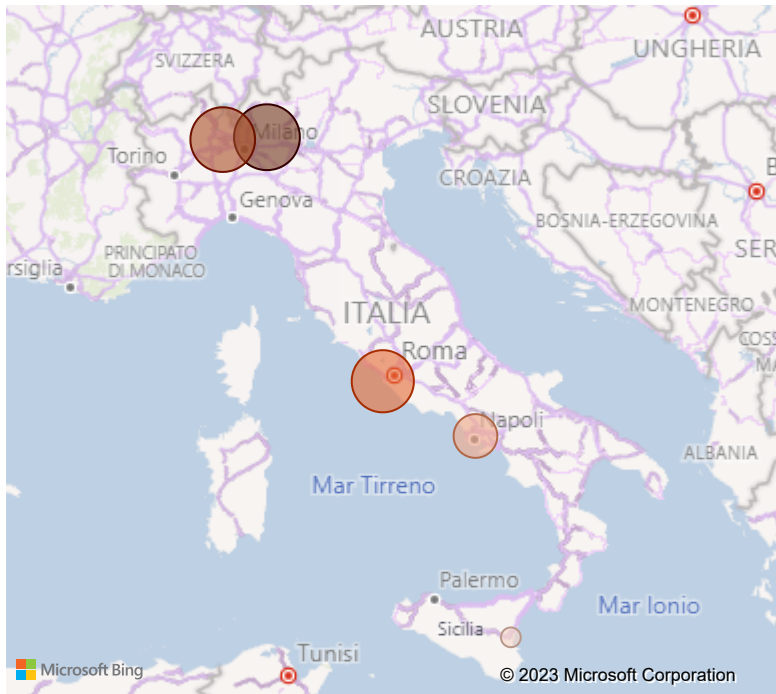 AUSTRIA
UNGHERIA
SVIZZERA
SLOVENIA
Milano
Torino
CROAZIA
B
Genova
BOSNIA-ERZEGOVINA
PRINCIPATO
DI MONACO
SER
rsiglia
MONTENEGRO
ITALIA
COSS
MA
Roma
Napoli
ALBANIA
Mar Tirreno
Palermo
Mar Ionio
Sicilia
Tunisi
Microsoft Bing
© 2023 Microsoft Corporation